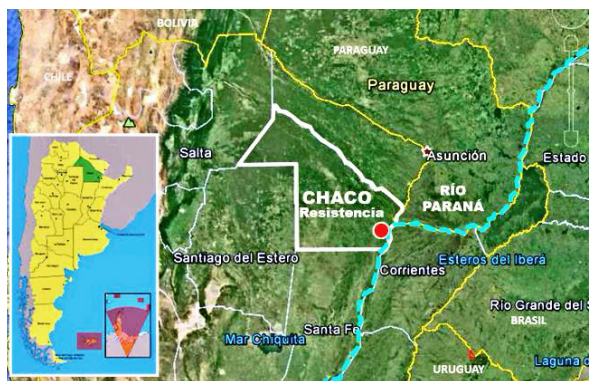 BOLIVIA
PARAGUAY
CHILE
Paraguay
Salta
Asunción
Estado
CHACO
Resistencia
RÍO
PARANÁ
Santiago del Estero
Corrientes
Esteros del Iberá
Río Grande del S
BRASIL
Mar Chiquita
Santa Fe
URUGUAY
Laguna d